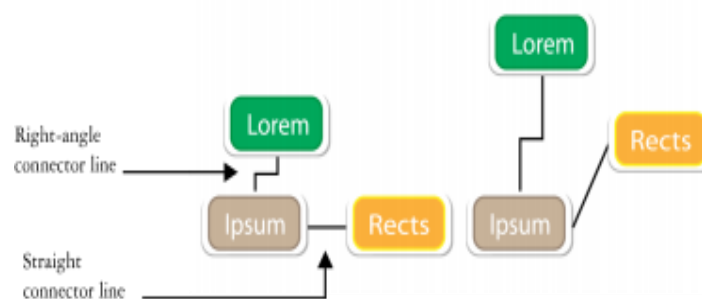 Lorem
Lorem
Right-angle
connector line
Rects
Ipsum
Rects
Ipsum
Straight
connector line